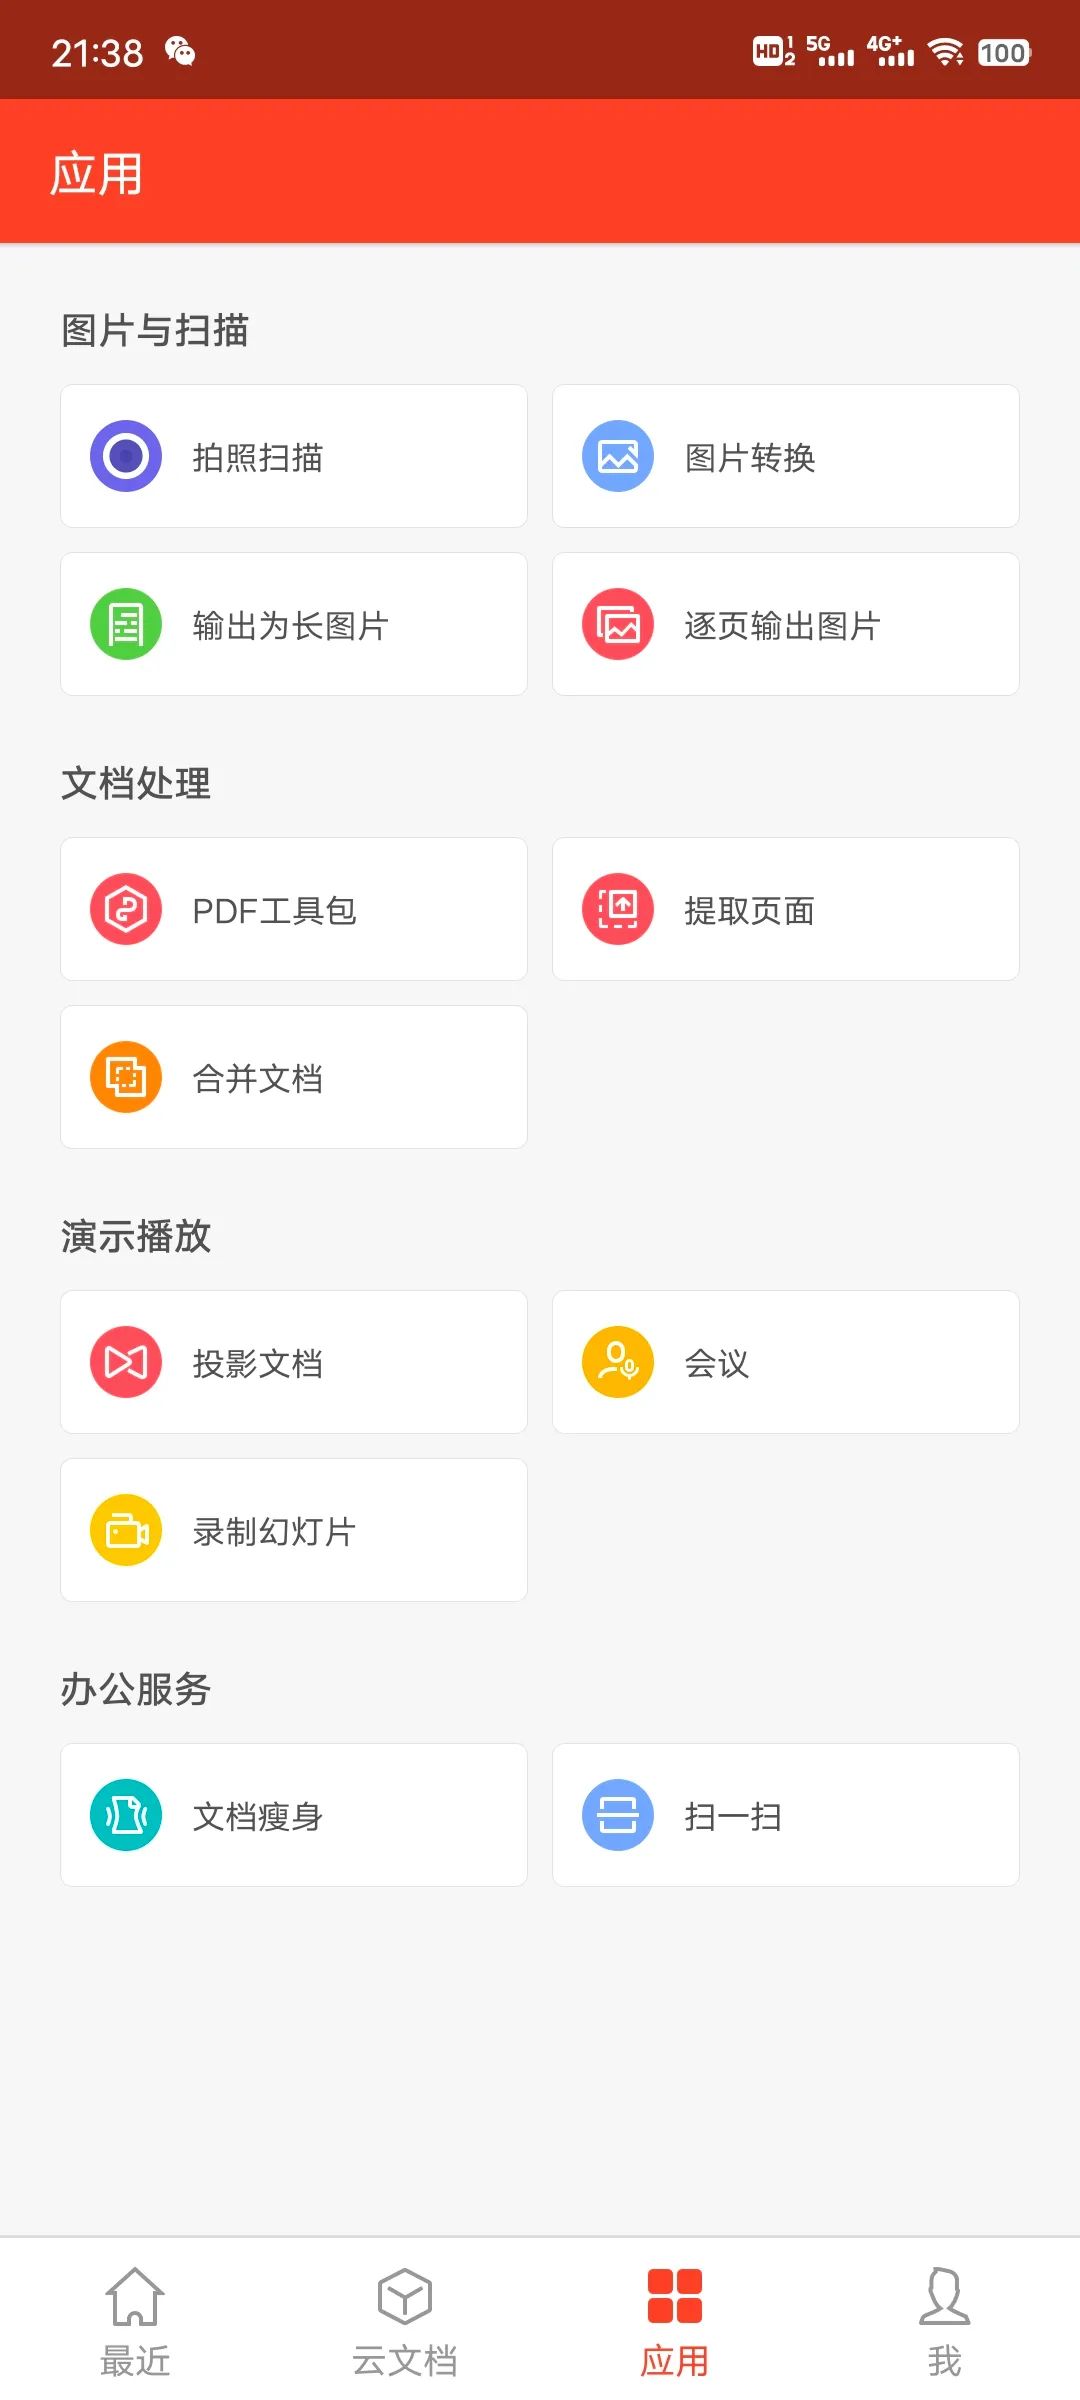 21:38 HD 1 2 5G 4G+ 100
应用
图片与扫描
拍照扫描 图片转换
输出为长图片 逐页输出图片
文档处理
PDF工具包 提取页面
合并文档
演示播放
投影文档 会议
录制幻灯片
办公服务
文档瘦身 扫一扫
最近 云文档 应用 我